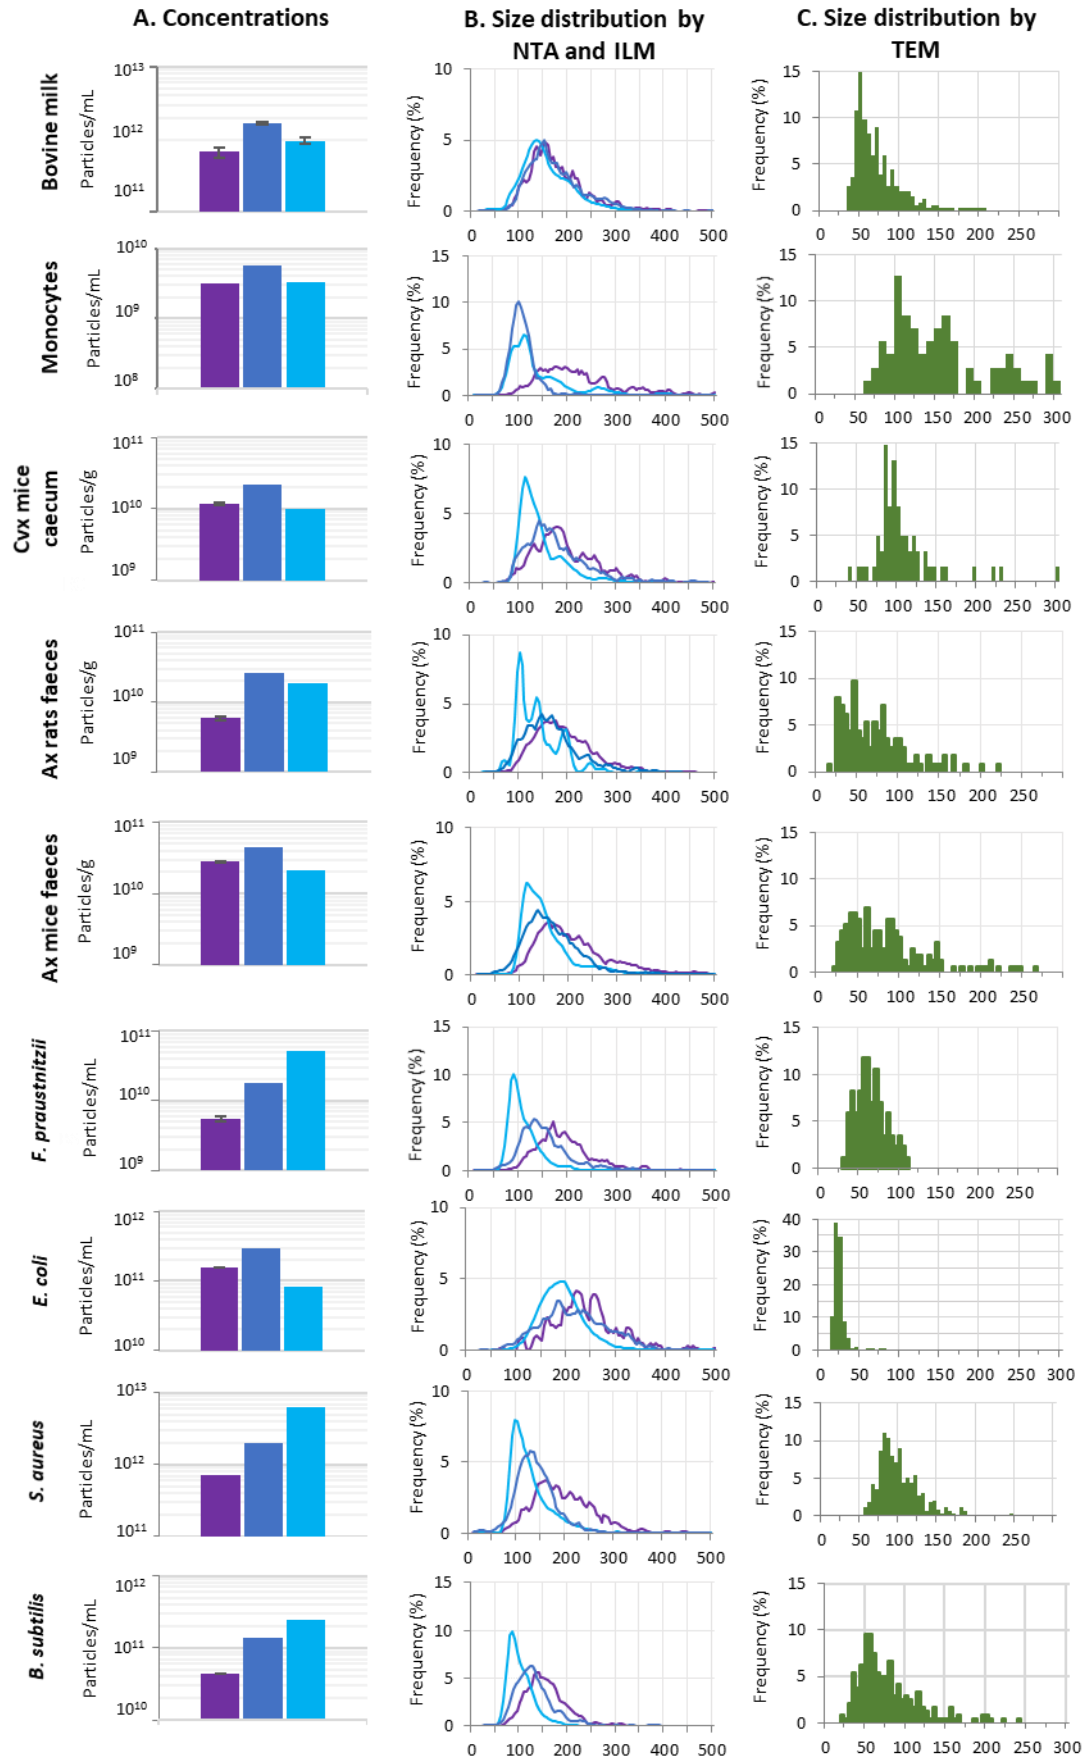 A. Concentrations
B. Size distribution by
NTA and ILM
C. Size distribution by
TEM
Bovine milk
Particles/mL
10¹³
10¹²
10¹¹
Frequency (%)
10
5
0
0 100 200 300 400 500
Frequency (%)
15
10
5
0
0 50 100 150 200 250
Monocytes
Particles/mL
10¹⁰
10⁹
10⁸
Frequency (%)
15
10
5
0
0 100 200 300 400 500
Frequency (%)
15
10
5
0
0 50 100 150 200 250 300
Cvx mice
caecum
Particles/g
10¹¹
10¹⁰
10⁹
Frequency (%)
10
5
0
0 100 200 300 400 500
Frequency (%)
15
10
5
0
0 50 100 150 200 250 300
Ax rats faeces
Particles/g
10¹¹
10¹⁰
10⁹
Frequency (%)
10
5
0
0 100 200 300 400 500
Frequency (%)
15
10
5
0
0 50 100 150 200 250
Ax mice faeces
Particles/g
10¹¹
10¹⁰
10⁹
Frequency (%)
10
5
0
0 100 200 300 400 500
Frequency (%)
15
10
5
0
0 50 100 150 200 250
F. praustnitzii
Particles/mL
10¹¹
10¹⁰
10⁹
Frequency (%)
15
10
5
0
0 100 200 300 400 500
Frequency (%)
15
10
5
0
0 50 100 150 200 250
E. coli
Particles/mL
10¹²
10¹¹
10¹⁰
Frequency (%)
10
5
0
0 100 200 300 400 500
Frequency (%)
40
30
20
10
0
0 50 100 150 200 250 300
S. aureus
Particles/mL
10¹³
10¹²
10¹¹
Frequency (%)
10
5
0
0 100 200 300 400 500
Frequency (%)
15
10
5
0
0 50 100 150 200 250
B. subtilis
Particles/mL
10¹²
10¹¹
10¹⁰
Frequency (%)
15
10
5
0
0 100 200 300 400 500
Frequency (%)
15
10
5
0
0 50 100 150 200 250 300